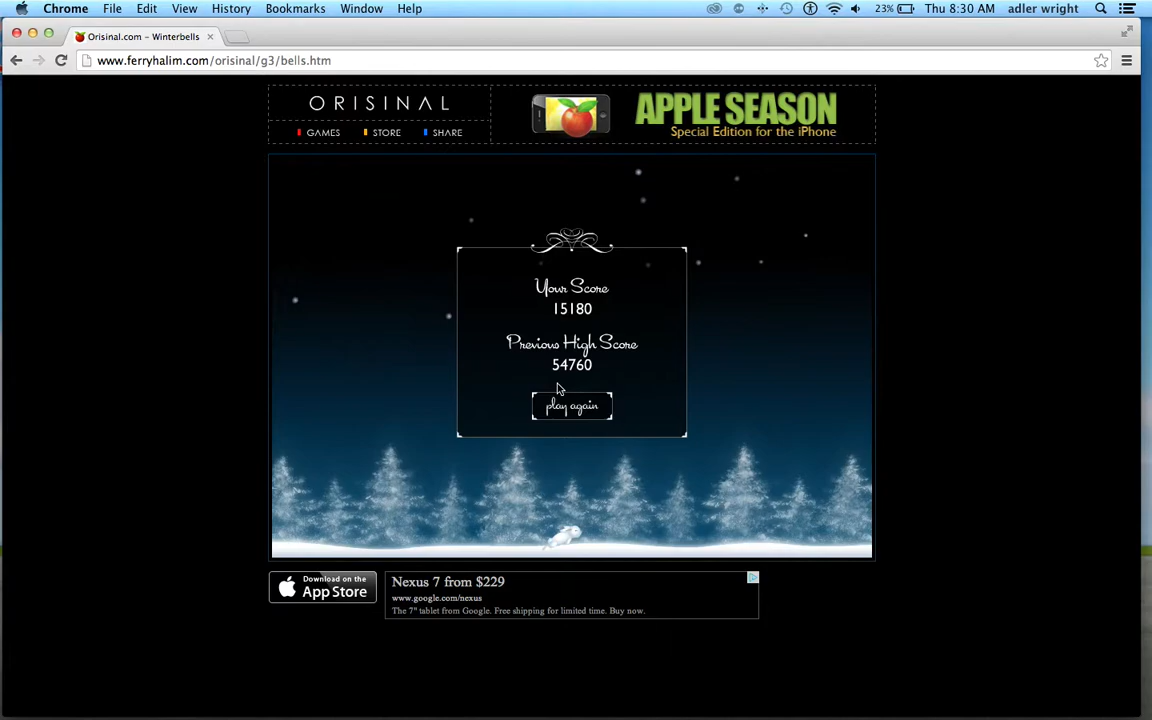 Chrome File Edit View History Bookmarks Window Help 23% Thu 8:30 AM adler wright
Orisinal.com – Winterbells
www.ferryhalim.com/orisinal/g3/bells.htm
ORISINAL
GAMES STORE SHARE
APPLE SEASON
Special Edition for the iPhone
Your Score
15180
Previous High Score
54760
play again
Download on the
App Store
Nexus 7 from $229
www.google.com/nexus
The 7" tablet from Google. Free shipping for limited time. Buy now.